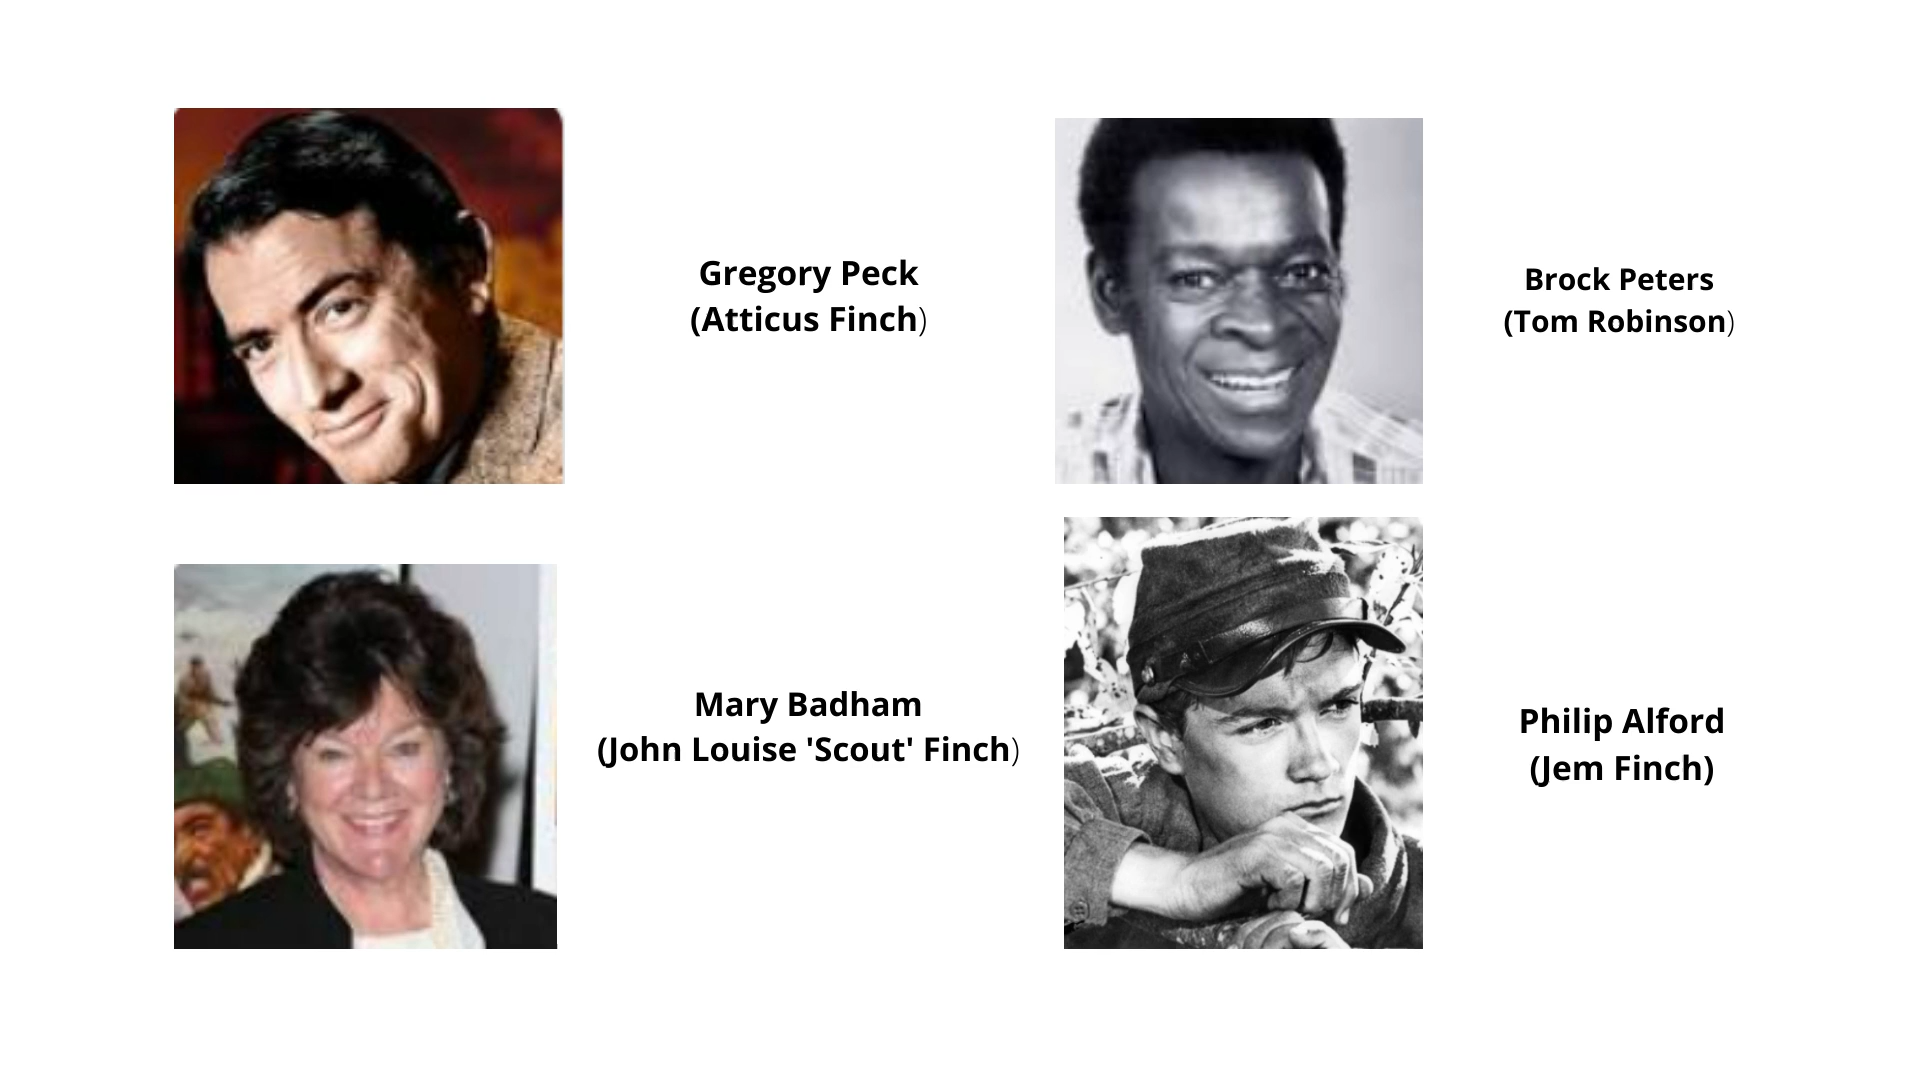 Gregory Peck
(Atticus Finch)
Brock Peters
(Tom Robinson)
Mary Badham
(John Louise 'Scout' Finch)
Philip Alford
(Jem Finch)